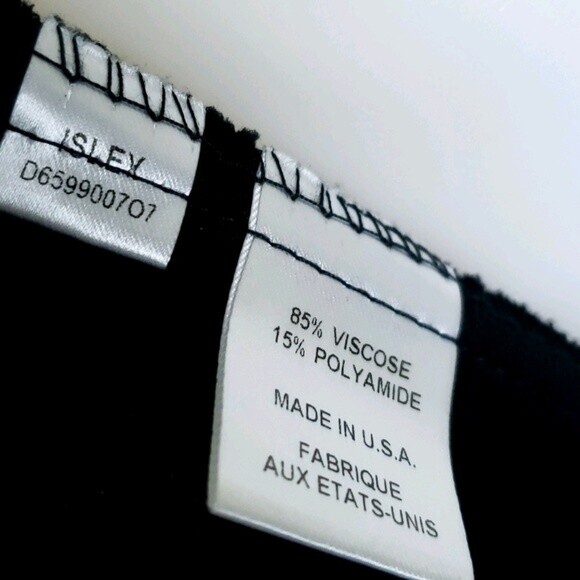 ISLEY
D659900707
85% VISCOSE
15% POLYAMIDE
MADE IN U.S.A.
FABRIQUE
AUX ETATS-UNIS